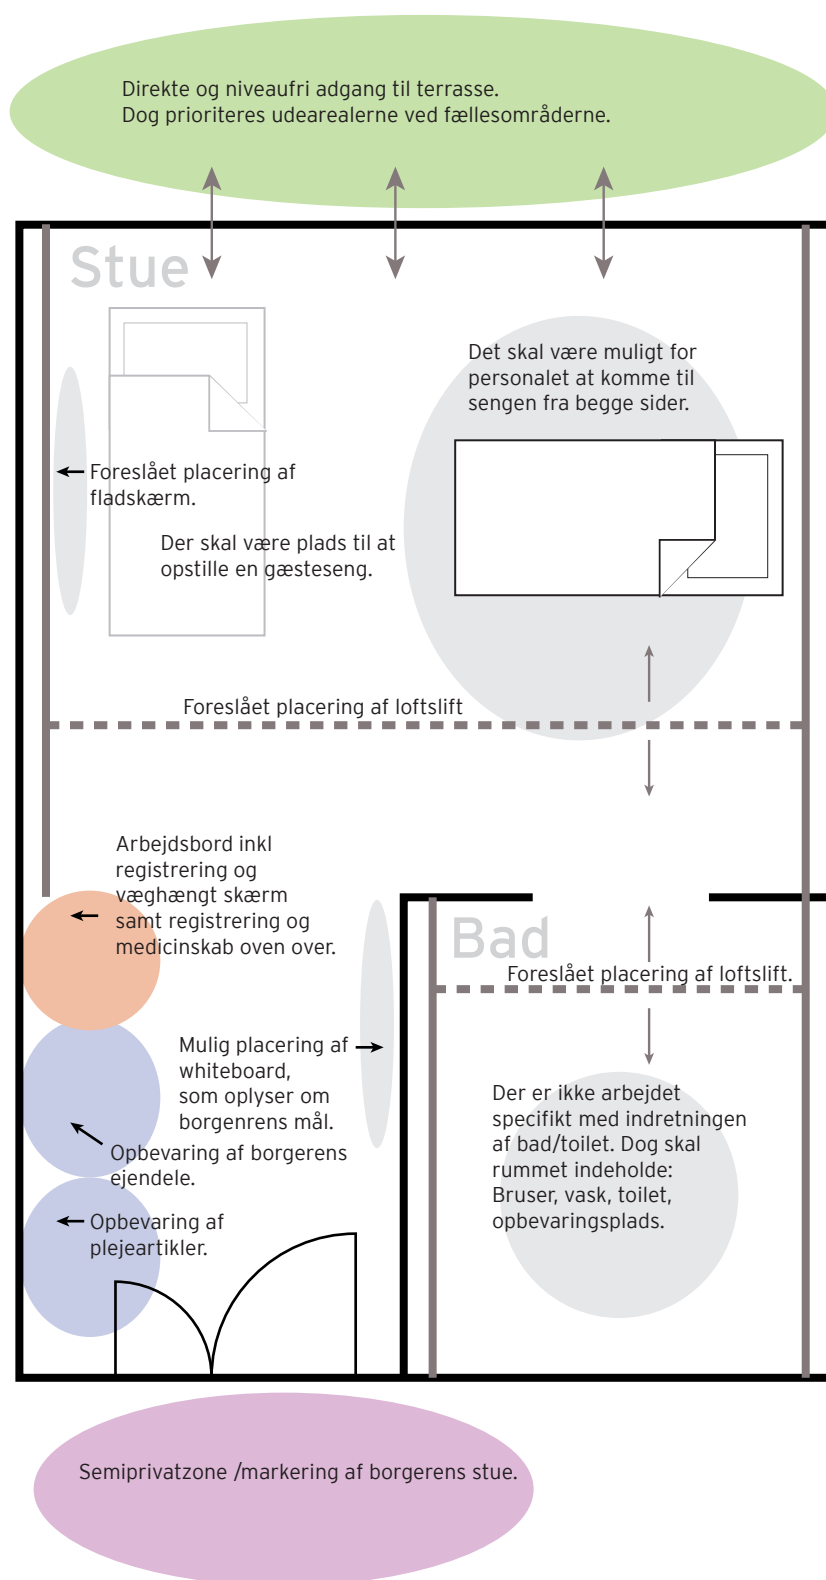 Direkte og niveaufri adgang til terrasse.
Dog prioriteres udearealerne ved fællesområderne.
Stue
Det skal være muligt for
personalet at komme til
sengen fra begge sider.
Foreslået placering af
fladskærm.
Der skal være plads til at
opstille en gæsteseng.
Foreslået placering af loftslift
Arbejdsbord inkl
registrering og
væghængt skærm
samt registrering og
medicinskab oven over.
Bad
Foreslået placering af loftslift.
Mulig placering af
whiteboard,
som oplyser om
borgenrens mål.
Der er ikke arbejdet
specifikt med indretningen
af bad/toilet. Dog skal
rummet indeholde:
Bruser, vask, toilet,
opbevaringsplads.
Opbevaring af borgerens
ejendele.
Opbevaring af
plejeartikler.
Semiprivatzone /markering af borgerens stue.